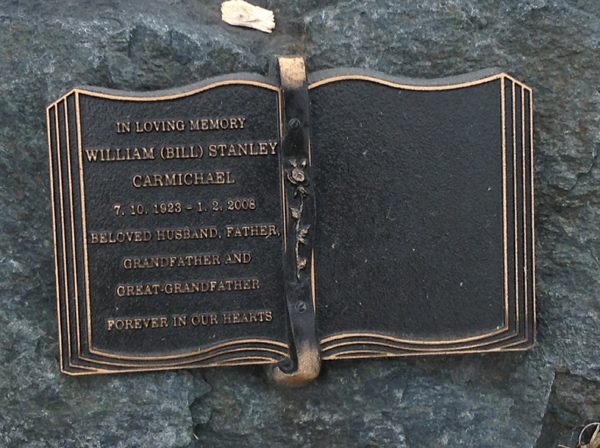 IN LOVING MEMORY
WILLIAM (BILL) STANLEY
CARMICHAEL
7. 10. 1923 - 1. 2. 2008
BELOVED HUSBAND, FATHER,
GRANDFATHER AND
GREAT-GRANDFATHER
FOREVER IN OUR HEARTS